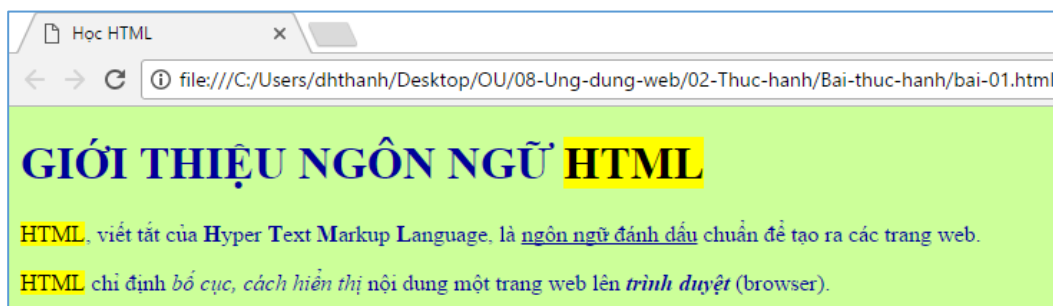 Học HTML
file:///C:/Users/dhthanh/Desktop/OU/08-Ung-dung-web/02-Thuc-hanh/Bai-thuc-hanh/bai-01.html
GIỚI THIỆU NGÔN NGỮ HTML
HTML, viết tắt của Hyper Text Markup Language, là ngôn ngữ đánh dấu chuẩn để tạo ra các trang web.
HTML chỉ định bố cục, cách hiển thị nội dung một trang web lên trình duyệt (browser).